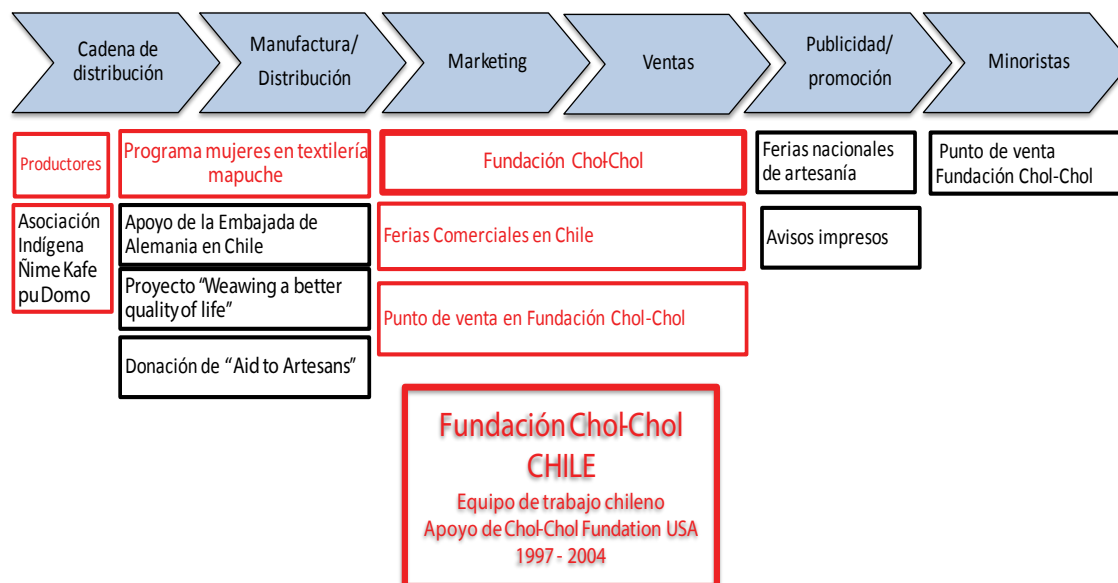 Cadena de
distribución
Manufactura/
Distribución
Marketing
Ventas
Publicidad/
promoción
Minoristas
Productores
Programa mujeres en textilería
mapuche
Fundación Chol-Chol
Ferias nacionales
de artesanía
Punto de venta
Fundación Chol-Chol
Asociación
Indígena
Ñime Kafe
pu Domo
Apoyo de la Embajada de
Alemania en Chile
Ferias Comerciales en Chile
Avisos impresos
Proyecto “Weawing a better
quality of life”
Punto de venta en Fundación Chol-Chol
Donación de “Aid to Artesans”
Fundación Chol-Chol
CHILE
Equipo de trabajo chileno
Apoyo de Chol-Chol Fundation USA
1997 - 2004